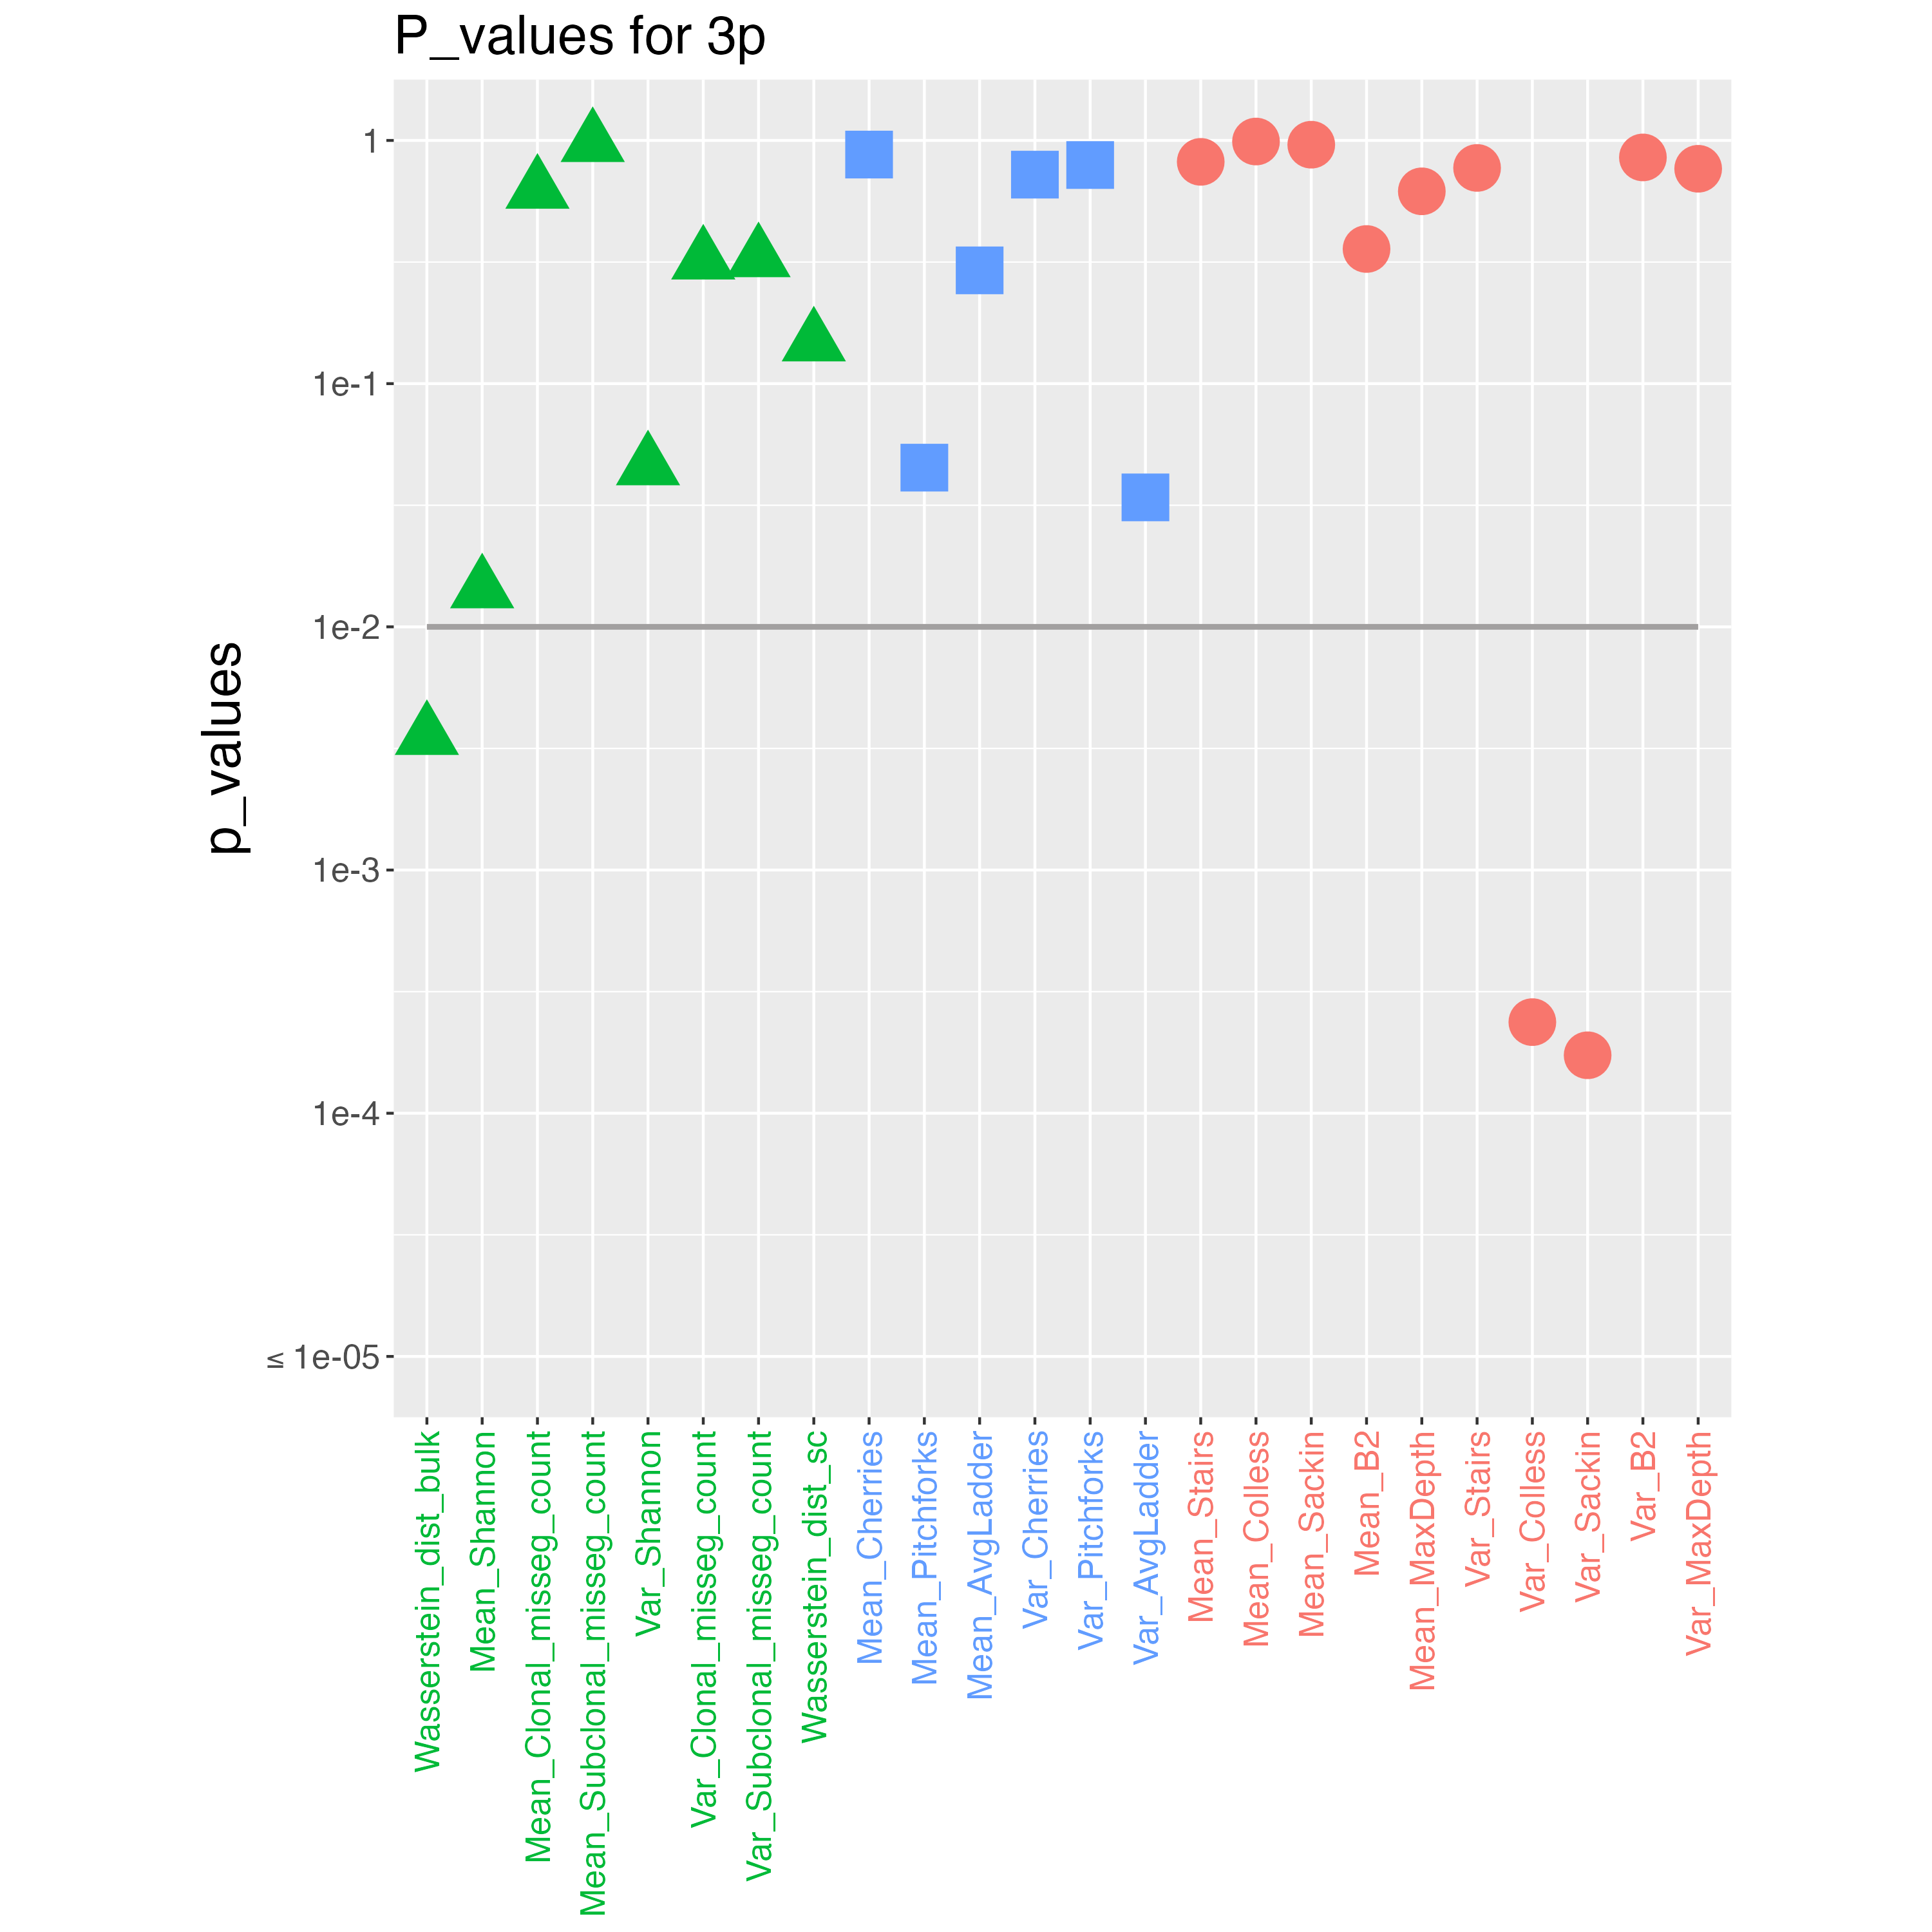 P_values for 3p
p_values
1
1e-1
1e-2
1e-3
1e-4
≤ 1e-05
Wasserstein_dist_bulk
Mean_Shannon
Mean_Clonal_misseg_count
Mean_Subclonal_misseg_count
Var_Shannon
Var_Clonal_misseg_count
Var_Subclonal_misseg_count
Wasserstein_dist_sc
Mean_Cherries
Mean_Pitchforks
Mean_AvgLadder
Var_Cherries
Var_Pitchforks
Var_AvgLadder
Mean_Stairs
Mean_Colless
Mean_Sackin
Mean_B2
Mean_MaxDepth
Var_Stairs
Var_Colless
Var_Sackin
Var_B2
Var_MaxDepth